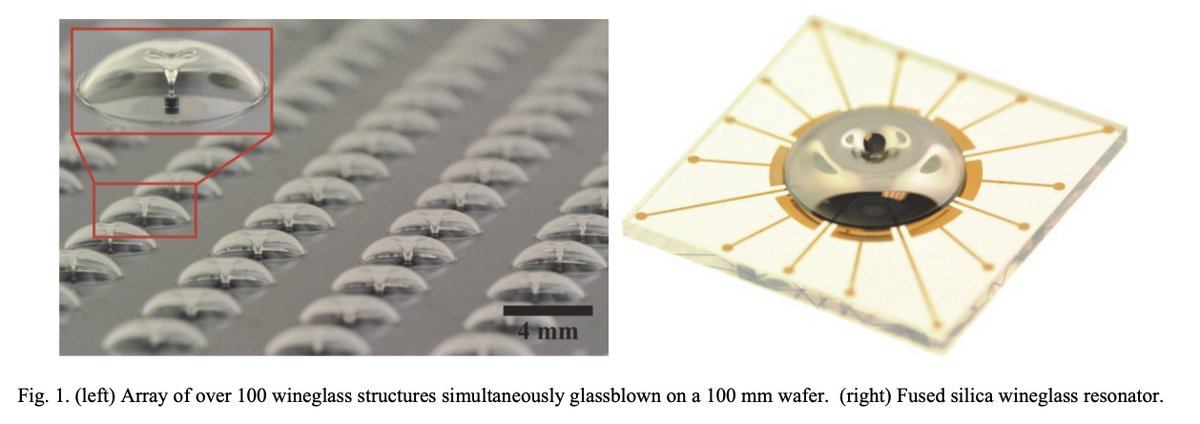 4 mm
Fig. 1. (left) Array of over 100 wineglass structures simultaneously glassblown on a 100 mm wafer.  (right) Fused silica wineglass resonator.